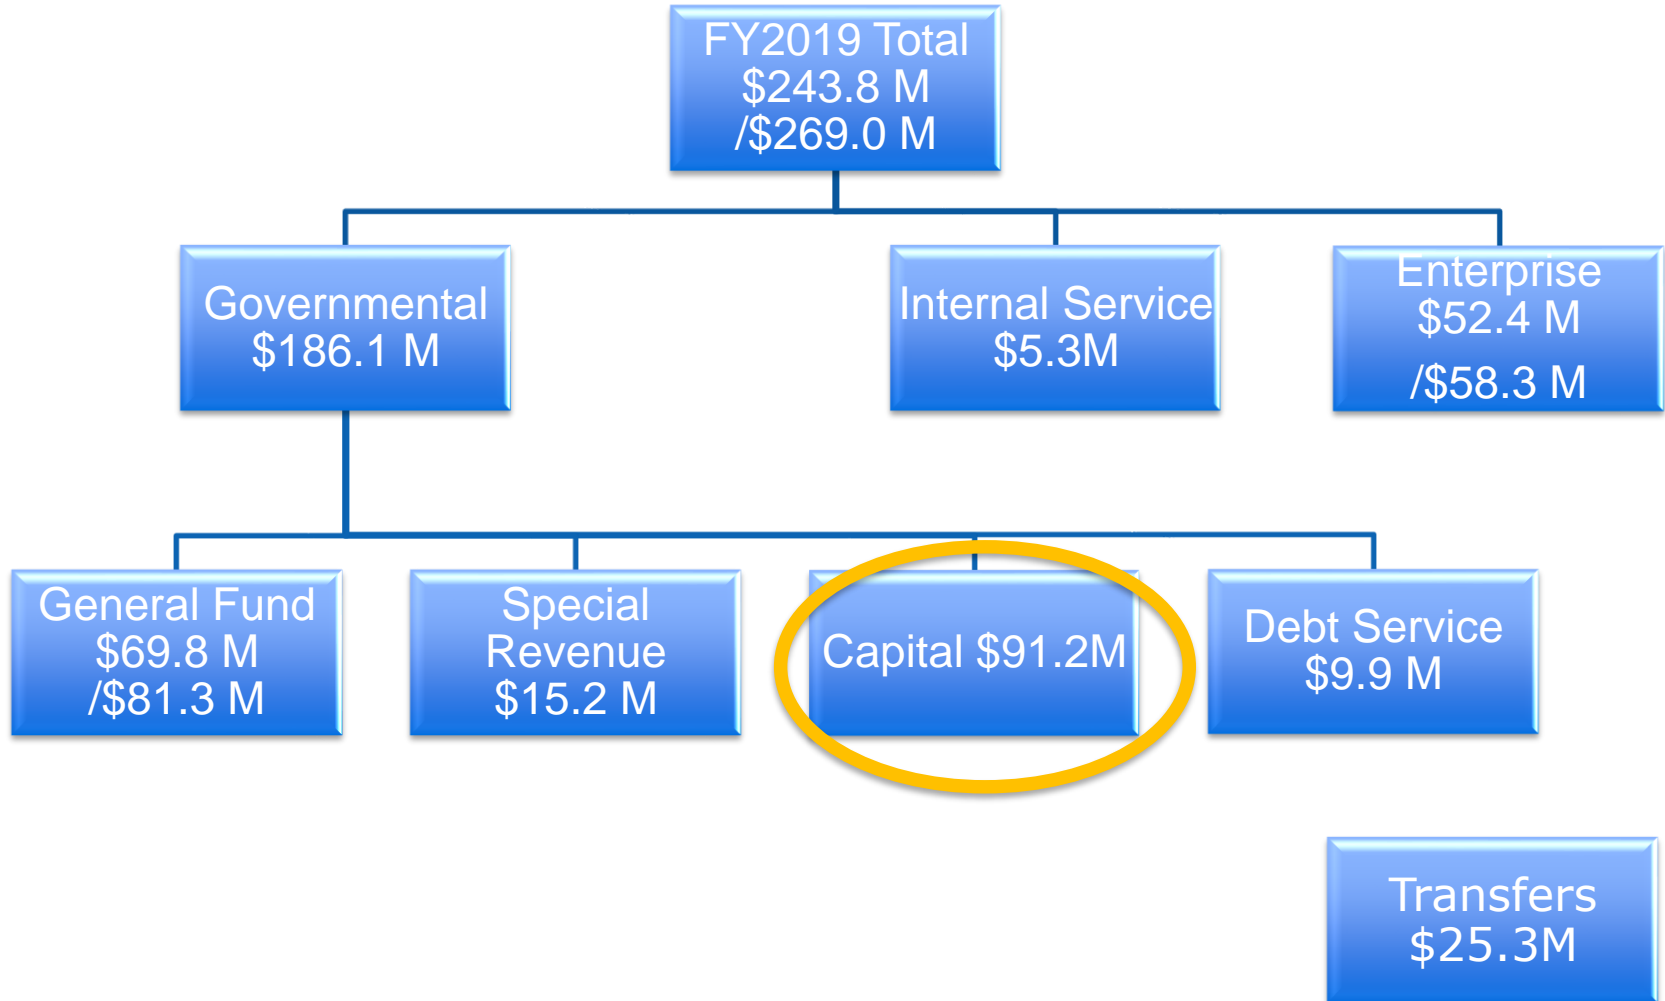 FY2019 Total
$243.8 M
/$269.0 M
Governmental
$186.1 M
Internal Service
$5.3M
Enterprise
$52.4 M
/$58.3 M
General Fund
$69.8 M
/$81.3 M
Special
Revenue
$15.2 M
Capital $91.2M
Debt Service
$9.9 M
Transfers
$25.3M